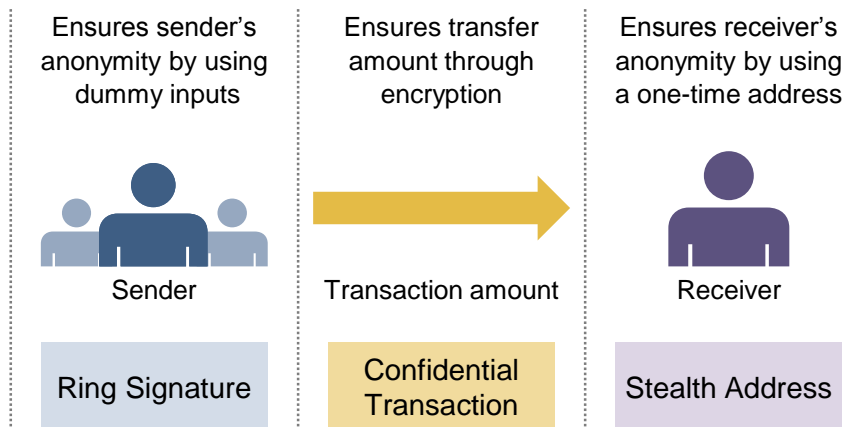 Ensures sender’s
anonymity by using
dummy inputs
Sender
Ring Signature
Ensures transfer
amount through
encryption
Transaction amount
Confidential
Transaction
Ensures receiver’s
anonymity by using
a one-time address
Receiver
Stealth Address